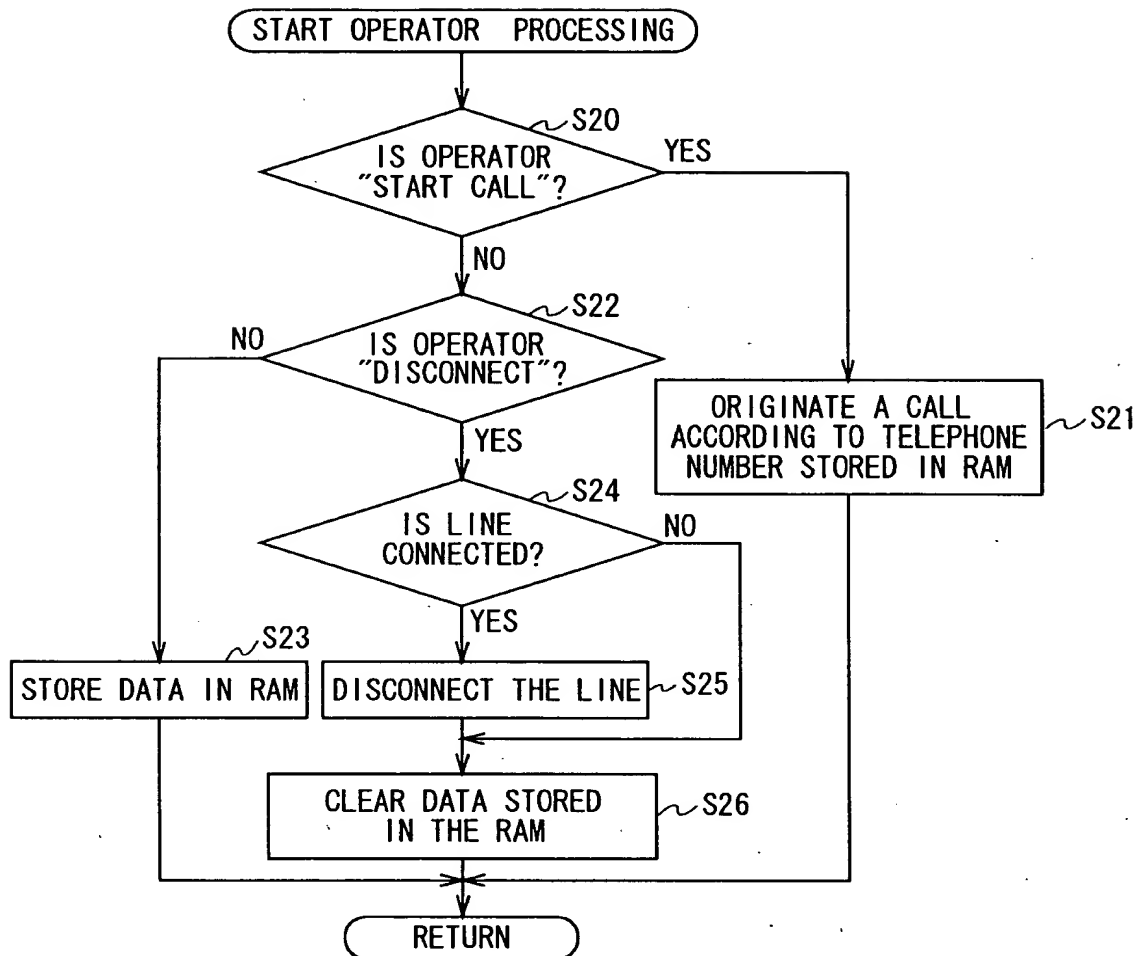 START OPERATOR PROCESSING
S20
IS OPERATOR
"START CALL"?
YES
NO
S22
NO
IS OPERATOR
"DISCONNECT"?
YES
ORIGINATE A CALL
ACCORDING TO TELEPHONE
NUMBER STORED IN RAM
S21
S24
IS LINE
CONNECTED?
NO
YES
S23
STORE DATA IN RAM
DISCONNECT THE LINE
S25
CLEAR DATA STORED
IN THE RAM
S26
RETURN